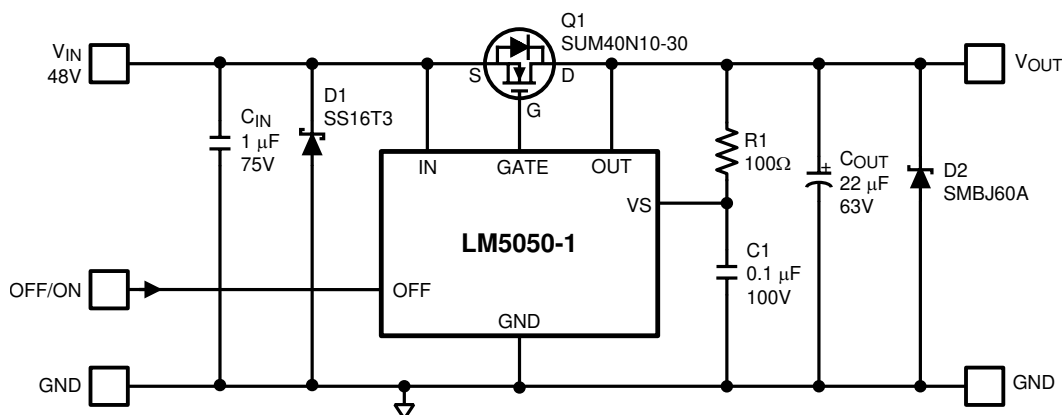 Q1
SUM40N10-30
VIN
48V
S
D
G
VOUT
D1
SS16T3
CIN
1 μF
75V
R1
100Ω
COUT
22 μF
63V
+
D2
SMBJ60A
IN
GATE
OUT
VS
LM5050-1
C1
0.1 μF
100V
OFF/ON
OFF
GND
GND
GND